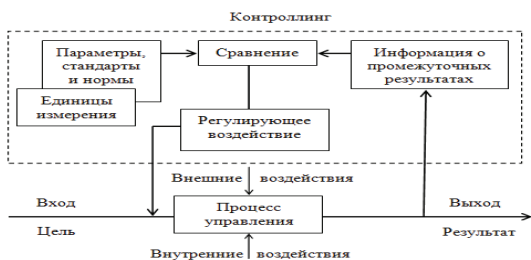 Контроллинг
Параметры,
стандарты
и нормы
Единицы
измерения
Сравнение
Информация о
промежуточных
результатах
Регулирующее
воздействие
Внешние воздействия
Вход
Цель
Процесс
управления
Выход
Результат
Внутренние воздействия